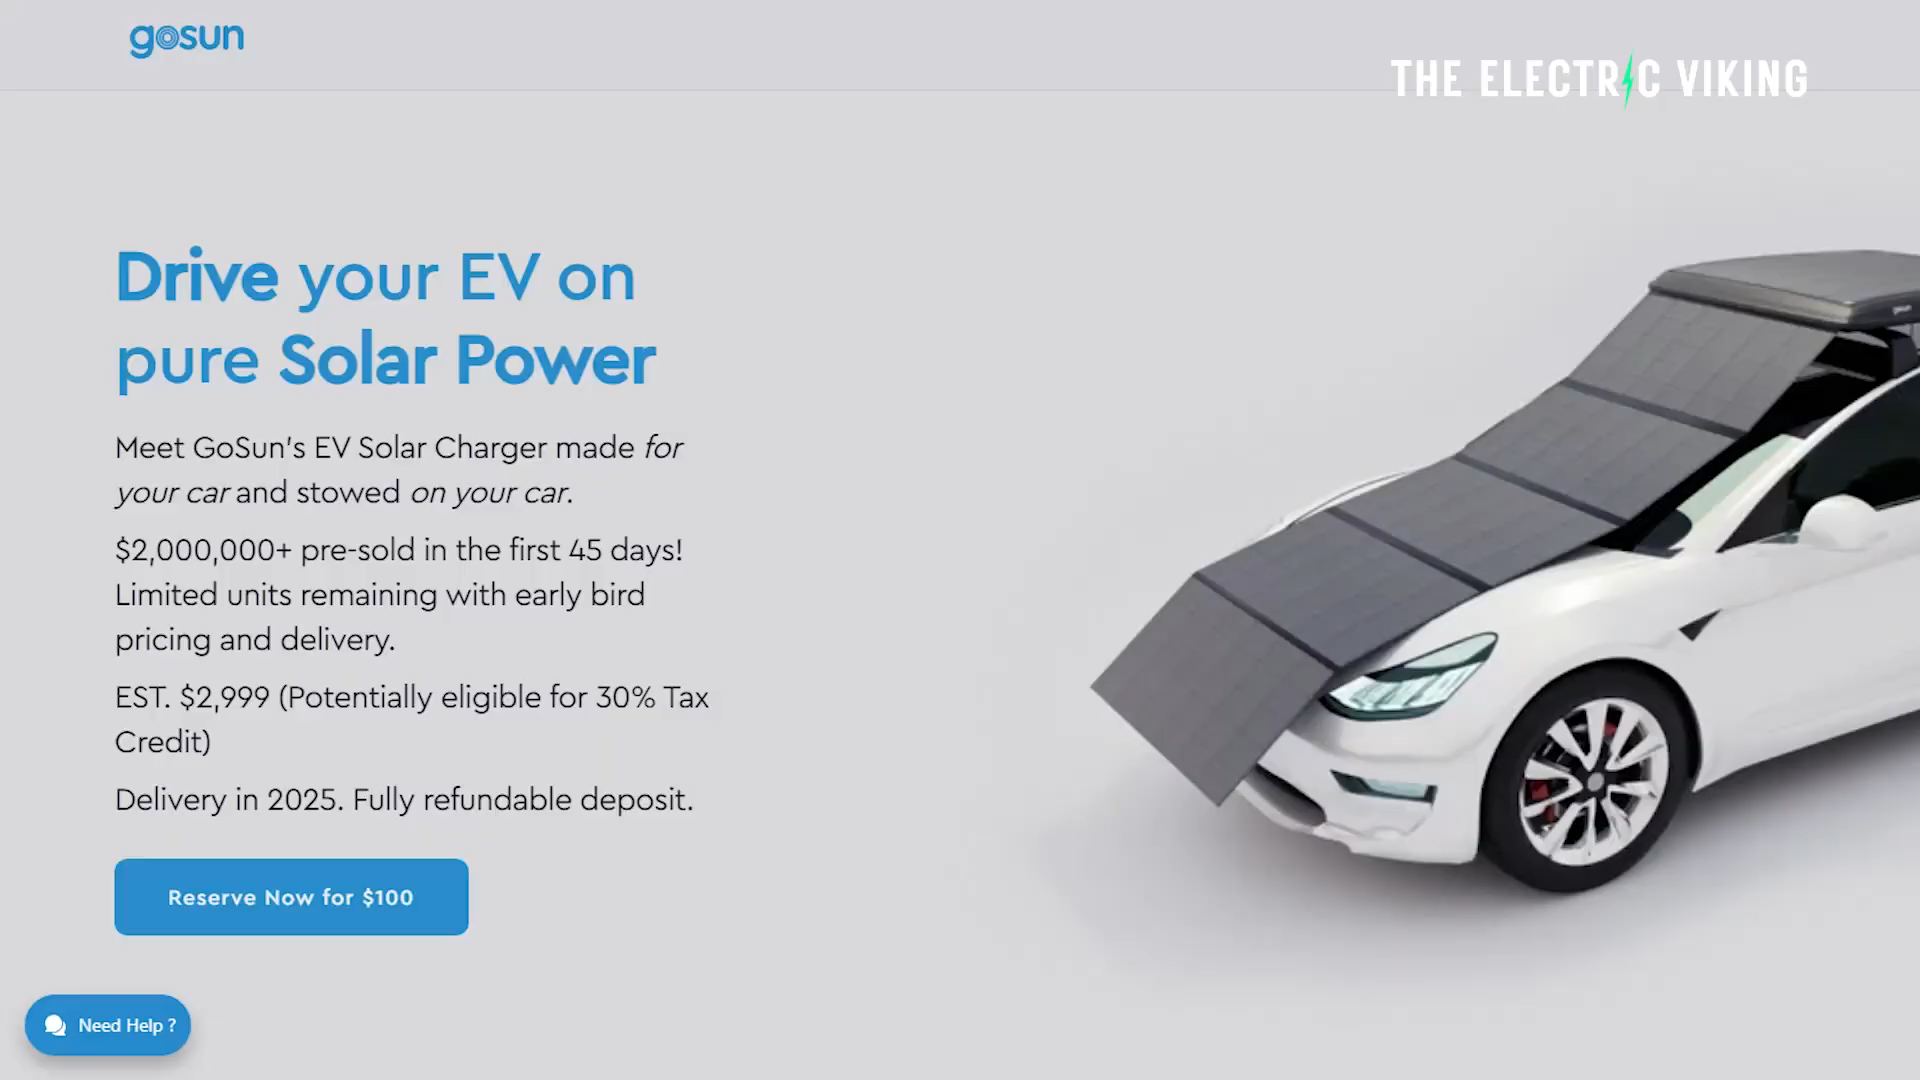 gosun
THE ELECTRIC VIKING
Drive your EV on
pure Solar Power
Meet GoSun's EV Solar Charger made for
your car and stowed on your car.
$2,000,000+ pre-sold in the first 45 days!
Limited units remaining with early bird
pricing and delivery.
EST. $2,999 (Potentially eligible for 30% Tax
Credit)
Delivery in 2025. Fully refundable deposit.
Reserve Now for $100
Need Help ?